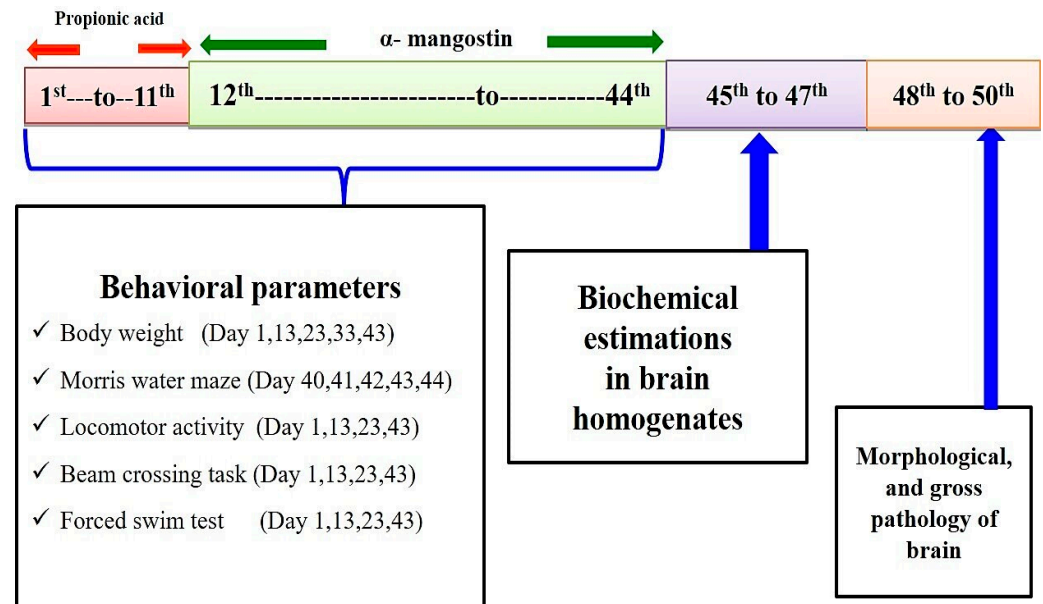 Propionic acid
α- mangostin
1st---to--11th
12th-----------------------to-----------44th
45th to 47th
48th to 50th
Behavioral parameters
✓ Body weight (Day 1,13,23,33,43)
✓ Morris water maze (Day 40,41,42,43,44)
✓ Locomotor activity (Day 1,13,23,43)
✓ Beam crossing task (Day 1,13,23,43)
✓ Forced swim test (Day 1,13,23,43)
Biochemical
estimations
in brain
homogenates
Morphological,
and gross
pathology of
brain